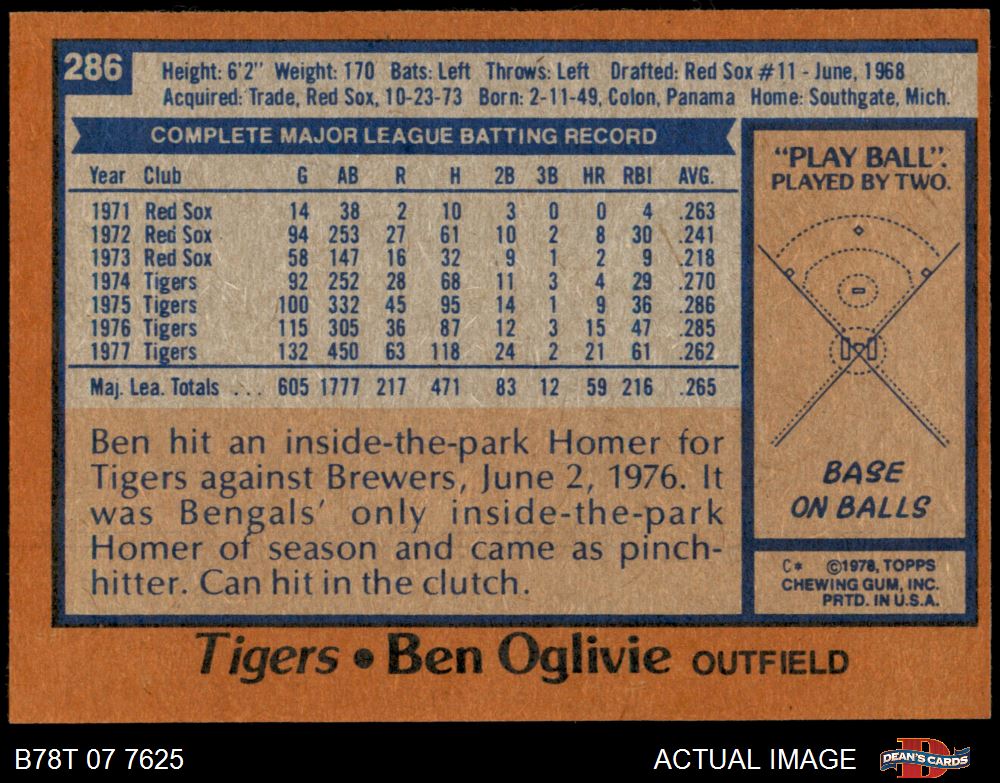 286
Height: 6'2" Weight: 170 Bats: Left Throws: Left Drafted: Red Sox #11 - June, 1968
Acquired: Trade, Red Sox, 10-23-73 Born: 2-11-49, Colon, Panama Home: Southgate, Mich.
COMPLETE MAJOR LEAGUE BATTING RECORD
Year Club G AB R H 2B 3B HR RBI AVG.
1971 Red Sox 14 38 2 10 3 0 0 4 .263
1972 Red Sox 94 253 27 61 10 2 8 30 .241
1973 Red Sox 58 147 16 32 9 1 2 9 .218
1974 Tigers 92 252 28 68 11 3 4 29 .270
1975 Tigers 100 332 45 95 14 1 9 36 .286
1976 Tigers 115 305 36 87 12 3 15 47 .285
1977 Tigers 132 450 63 118 24 2 21 61 .262
Maj. Lea. Totals . . . 605 1777 217 471 83 12 59 216 .265
Ben hit an inside-the-park Homer for
Tigers against Brewers, June 2, 1976. It
was Bengals' only inside-the-park
Homer of season and came as pinch-
hitter. Can hit in the clutch.
"PLAY BALL".
PLAYED BY TWO.
BASE
ON BALLS
C* ©1978, TOPPS
CHEWING GUM, INC.
PRTD. IN U.S.A.
Tigers • Ben Oglivie OUTFIELD
B78T 07 7625
ACTUAL IMAGE
DEAN'S CARDS